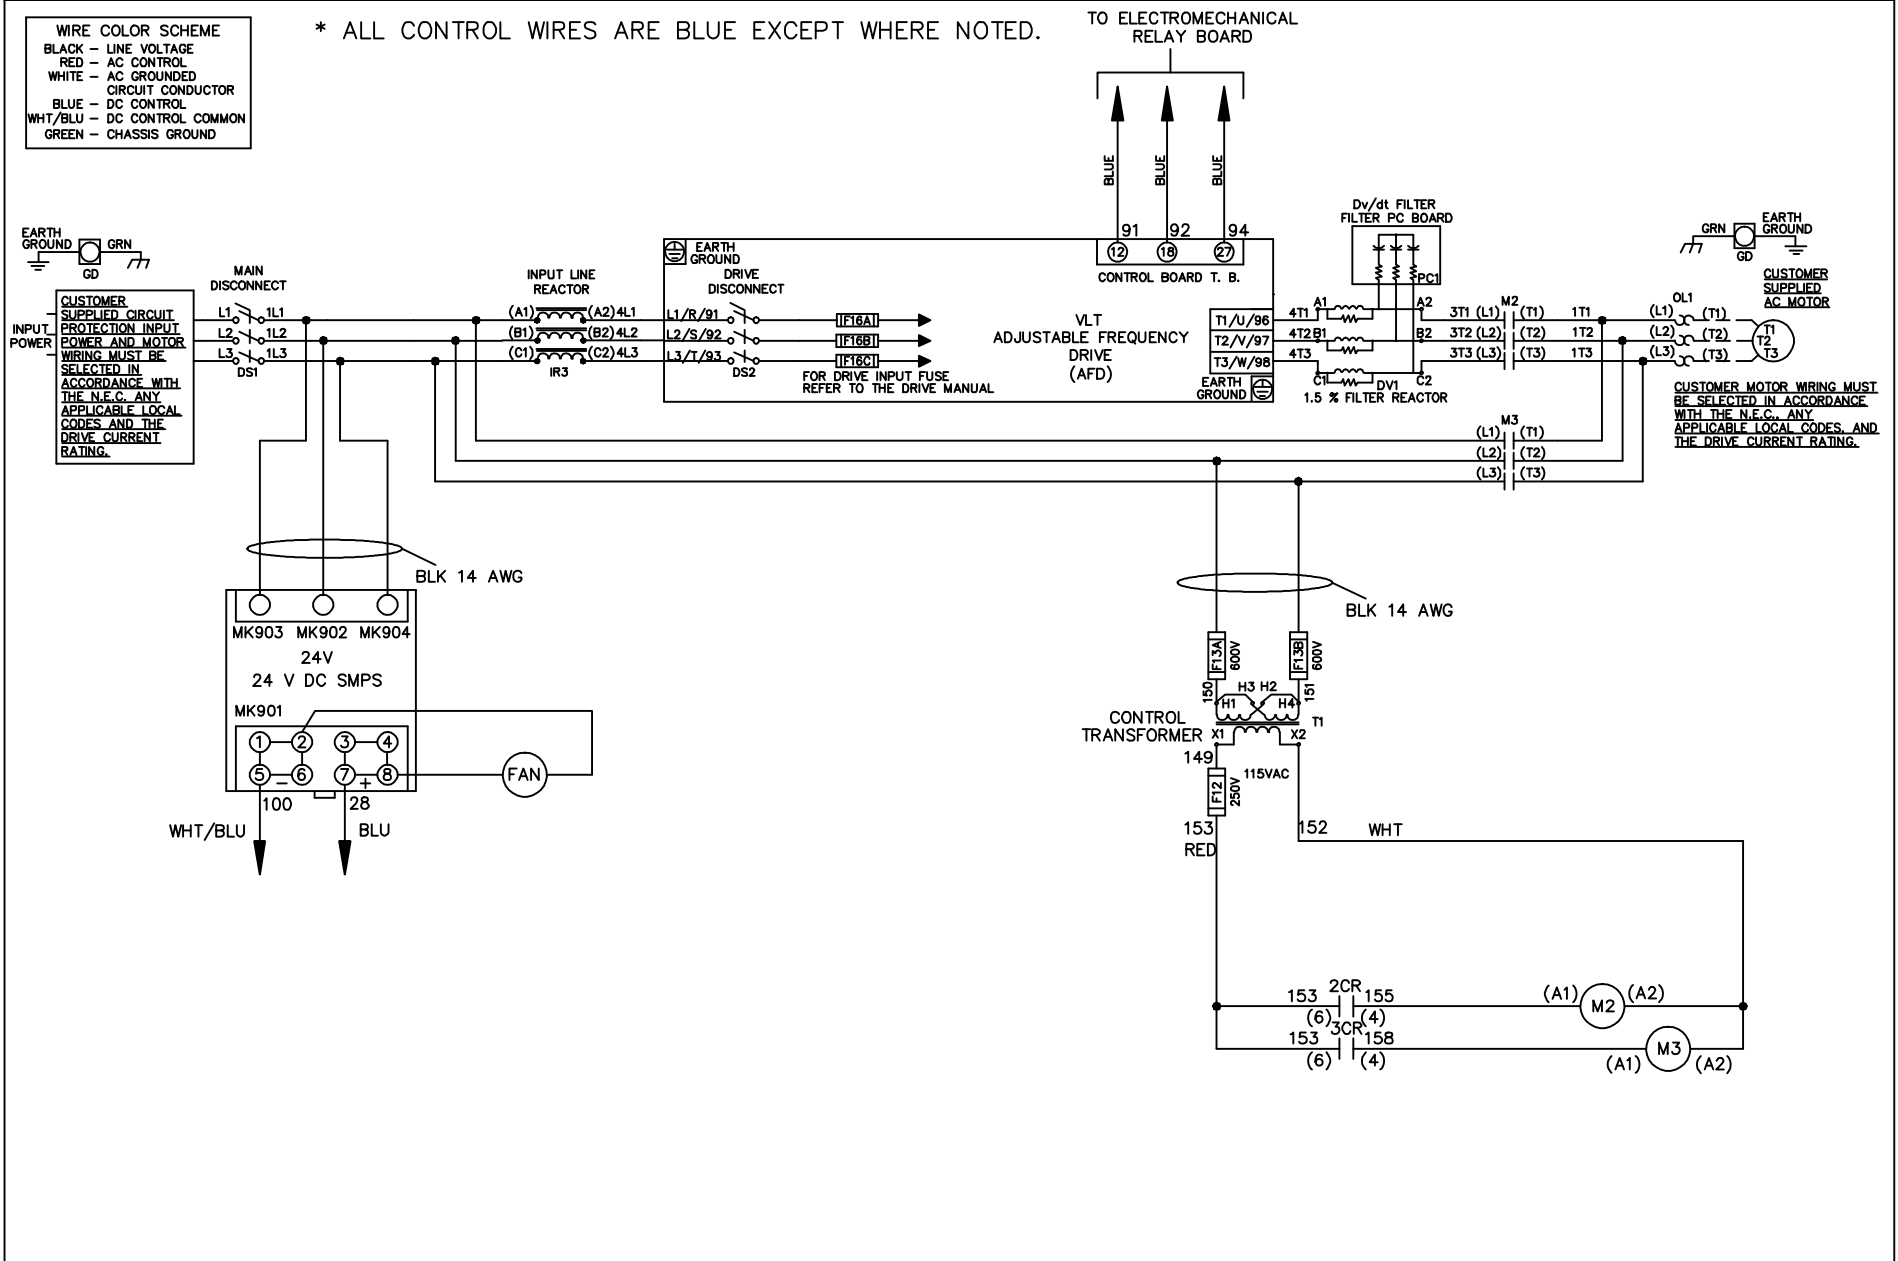 WIRE COLOR SCHEME
BLACK – LINE VOLTAGE
RED – AC CONTROL
WHITE – AC GROUNDED
CIRCUIT CONDUCTOR
BLUE – DC CONTROL
WHT/BLU – DC CONTROL COMMON
GREEN – CHASSIS GROUND
* ALL CONTROL WIRES ARE BLUE EXCEPT WHERE NOTED.
TO ELECTROMECHANICAL
RELAY BOARD
BLUE
BLUE
BLUE
91 92 94
12 18 27
CONTROL BOARD T. B.
EARTH
GROUND
GRN
GD
INPUT
POWER
CUSTOMER
SUPPLIED CIRCUIT
PROTECTION INPUT
POWER AND MOTOR
WIRING MUST BE
SELECTED IN
ACCORDANCE WITH
THE N.E.C. ANY
APPLICABLE LOCAL
CODES AND THE
DRIVE CURRENT
RATING.
MAIN
DISCONNECT
L1 1L1
L2 1L2
L3 1L3
DS1
INPUT LINE
REACTOR
(A1) (A2) 4L1
(B1) (B2) 4L2
(C1) (C2) 4L3
IR3
EARTH
GROUND
DRIVE
DISCONNECT
L1/R/91
L2/S/92
L3/T/93
DS2
F16A
F16B
F16C
FOR DRIVE INPUT FUSE
REFER TO THE DRIVE MANUAL
VLT
ADJUSTABLE FREQUENCY
DRIVE
(AFD)
T1/U/96
T2/V/97
T3/W/98
EARTH
GROUND
4T1
4T2
4T3
Dv/dt FILTER
FILTER PC BOARD
PC1
A1 A2
B1 B2
C1 DV1 C2
1.5 % FILTER REACTOR
M2
3T1 (L1) (T1) 1T1
3T2 (L2) (T2) 1T2
3T3 (L3) (T3) 1T3
M3
(L1) (T1)
(L2) (T2)
(L3) (T3)
OL1
(L1) (T1)
(L2) (T2)
(L3) (T3)
T1
T2
T3
GRN
EARTH
GROUND
GD
CUSTOMER
SUPPLIED
AC MOTOR
CUSTOMER MOTOR WIRING MUST
BE SELECTED IN ACCORDANCE
WITH THE N.E.C., ANY
APPLICABLE LOCAL CODES, AND
THE DRIVE CURRENT RATING.
BLK 14 AWG
MK903 MK902 MK904
24V
24 V DC SMPS
MK901
1 2 3 4
5 – 6 7 + 8
FAN
100 28
WHT/BLU BLU
BLK 14 AWG
F13A
600V
F13B
600V
150
151
H3 H2
H1 H4
T1
CONTROL
TRANSFORMER
X1 X2
149
115VAC
F12
250V
153
RED
152 WHT
2CR
153 155
(6) (4)
(A1) M2 (A2)
3CR
153 158
(6) (4)
(A1) M3 (A2)